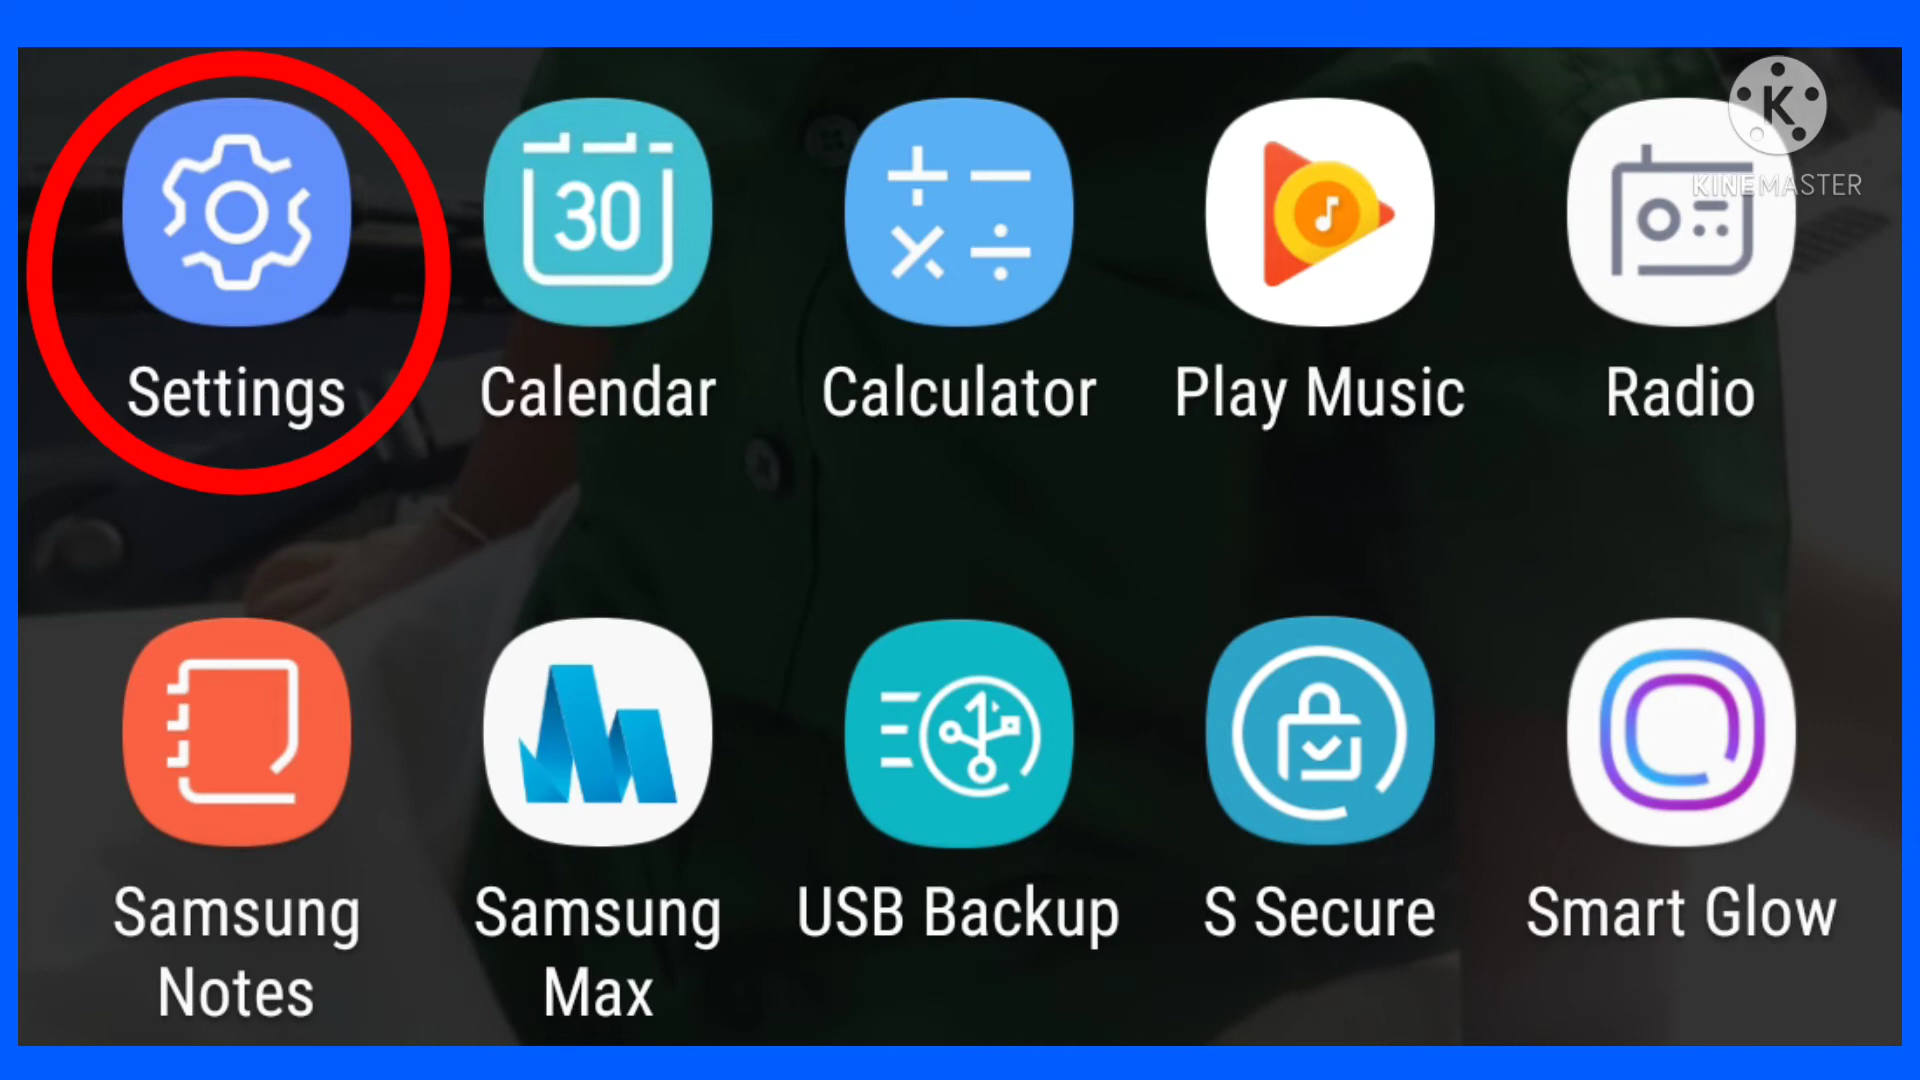 K
KINEMASTER
30
Settings
Calendar
Calculator
Play Music
Radio
Samsung
Notes
Samsung
Max
USB Backup
S Secure
Smart Glow